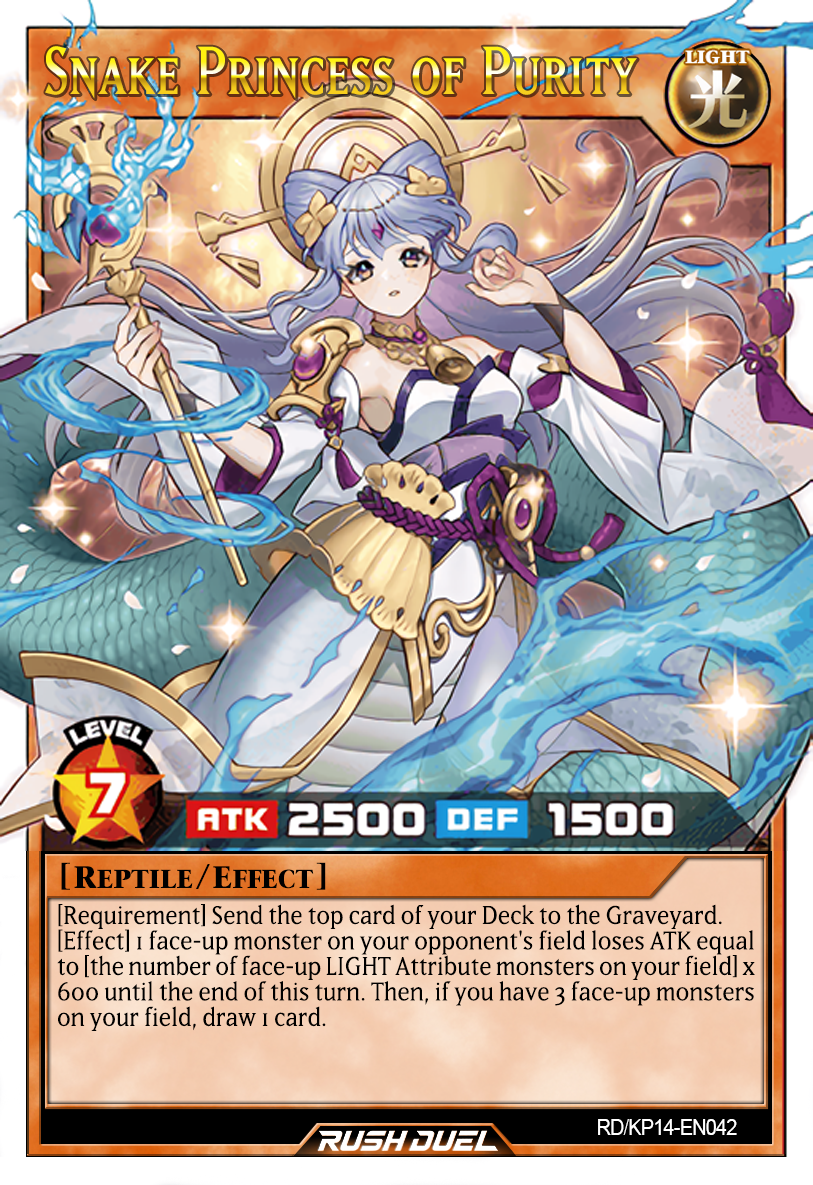 Snake Princess of Purity
LIGHT
光
LEVEL
7
ATK 2500 DEF 1500
[Reptile/Effect]
[Requirement] Send the top card of your Deck to the Graveyard.
[Effect] 1 face-up monster on your opponent's field loses ATK equal
to [the number of face-up LIGHT Attribute monsters on your field] x
600 until the end of this turn. Then, if you have 3 face-up monsters
on your field, draw 1 card.
RD/KP14-EN042
RUSH DUEL